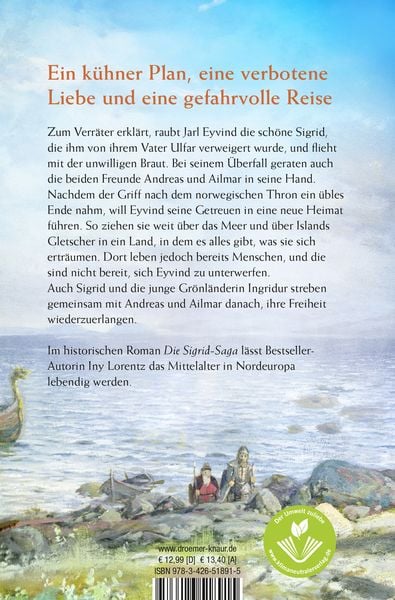 Ein kühner Plan, eine verbotene
Liebe und eine gefahrvolle Reise
Zum Verräter erklärt, raubt Jarl Eyvind die schöne Sigrid,
die ihm von ihrem Vater Ulfar verweigert wurde, und flieht
mit der unwilligen Braut. Bei seinem Überfall geraten auch
die beiden Freunde Andreas und Ailmar in seine Hand.
Nachdem der Griff nach dem norwegischen Thron ein übles
Ende nahm, will Eyvind seine Getreuen in eine neue Heimat
führen. So ziehen sie weit über das Meer und über Islands
Gletscher in ein Land, in dem es alles gibt, was sie sich
erträumen. Dort leben jedoch bereits Menschen, und die
sind nicht bereit, sich Eyvind zu unterwerfen.
Auch Sigrid und die junge Grönländerin Ingridur streben
gemeinsam mit Andreas und Ailmar danach, ihre Freiheit
wiederzuerlangen.
Im historischen Roman Die Sigrid-Saga lässt Bestseller-
Autorin Iny Lorentz das Mittelalter in Nordeuropa
lebendig werden.
Der Umwelt zuliebe
www.klimaneutralerverlag.de
www.droemer-knaur.de
€ 12,99 [D] € 13,40 [A]
ISBN 978-3-426-51891-5